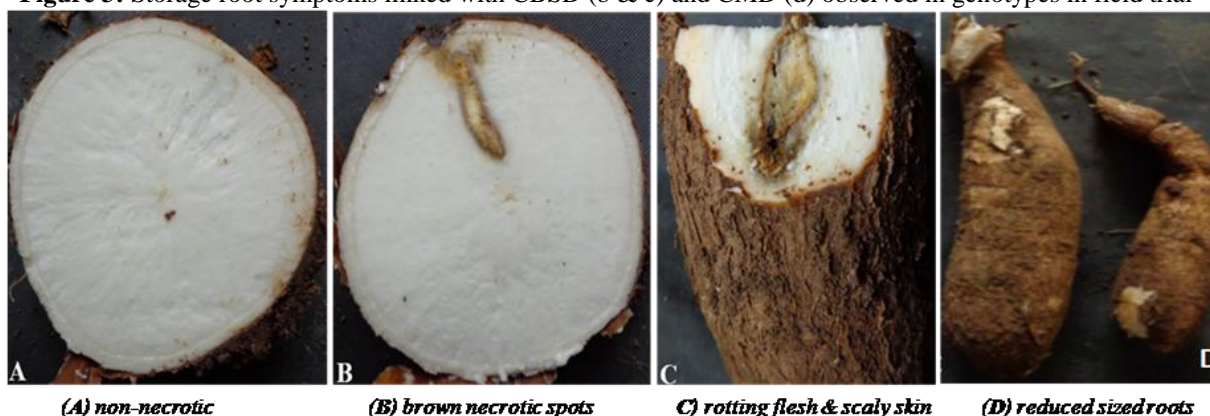 Figure 3: Storage root symptoms linked with CBSD (b & c) and CMD (d) observed in genotypes in field trial
A B C D
(A) non-necrotic (B) brown necrotic spots C) rotting flesh & scaly skin (D) reduced sized roots